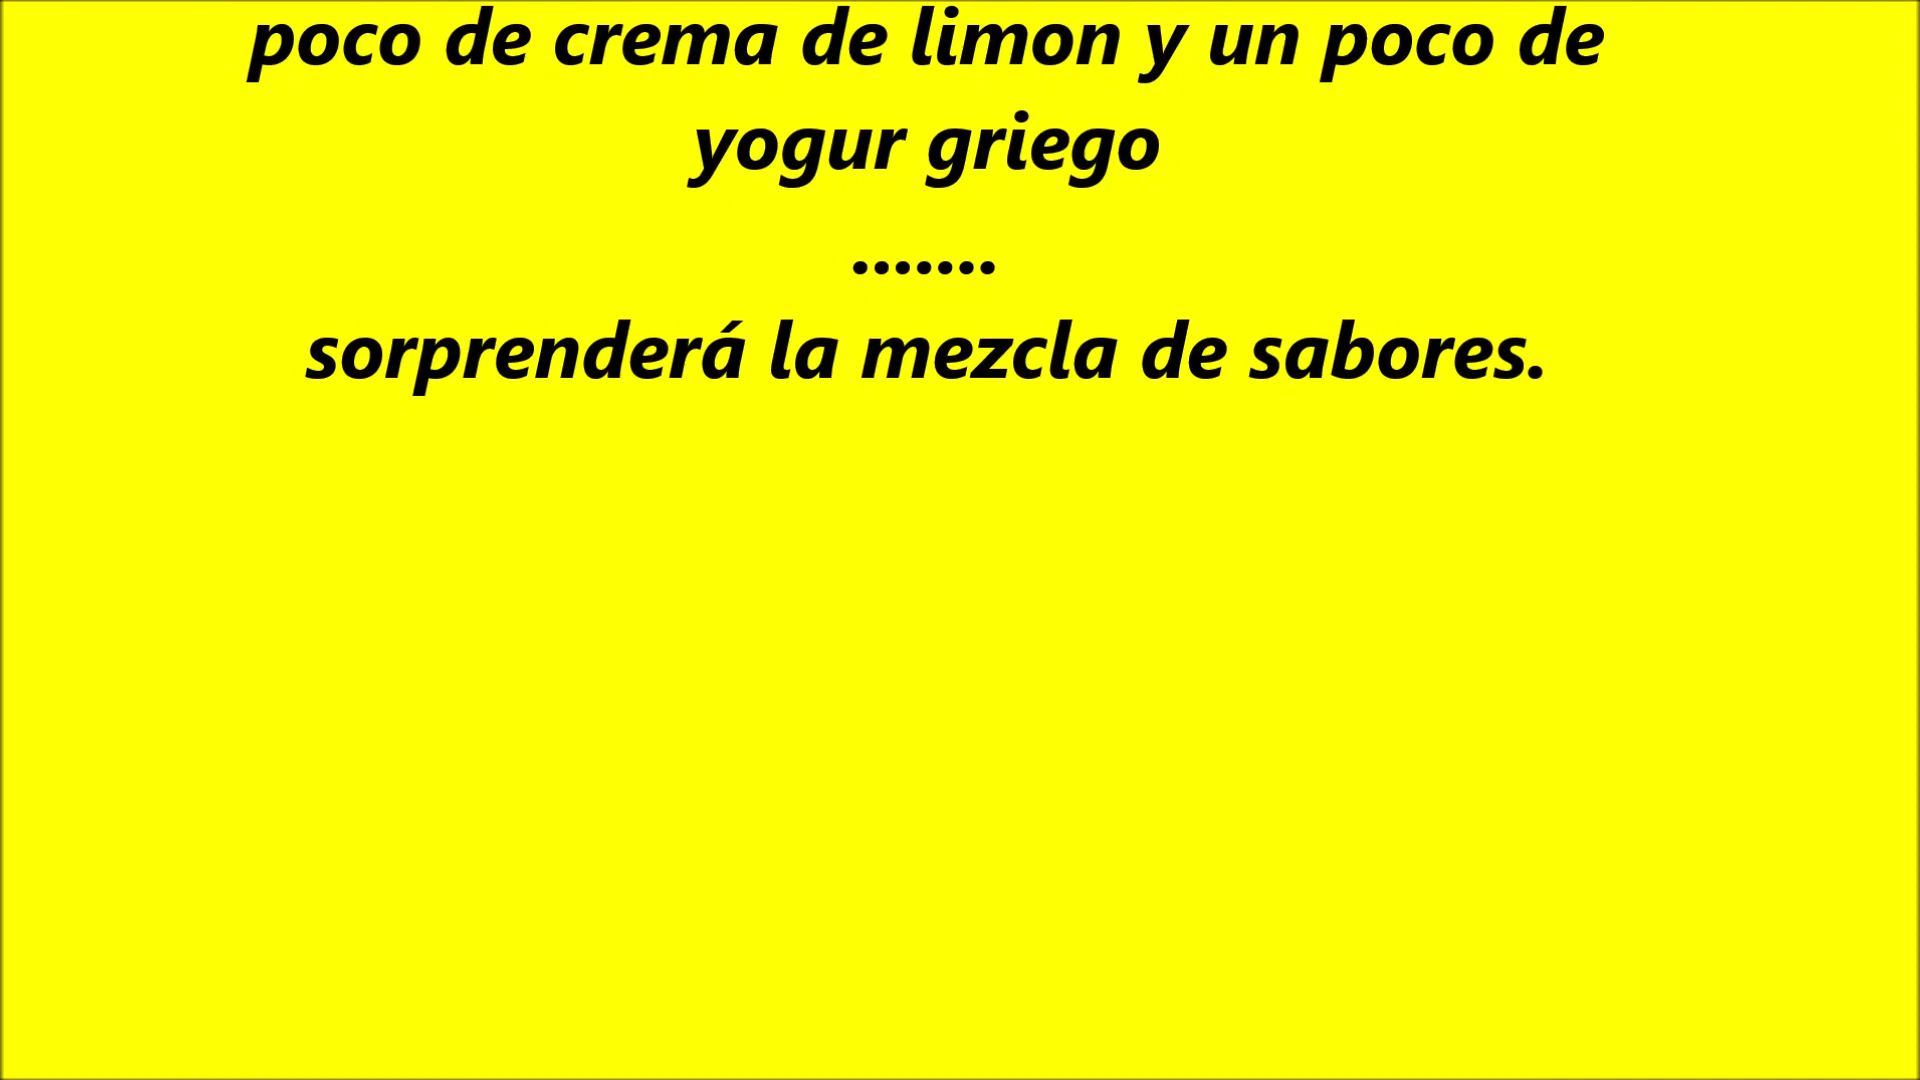 poco de crema de limon y un poco de
yogur griego
.......
sorprenderá la mezcla de sabores.